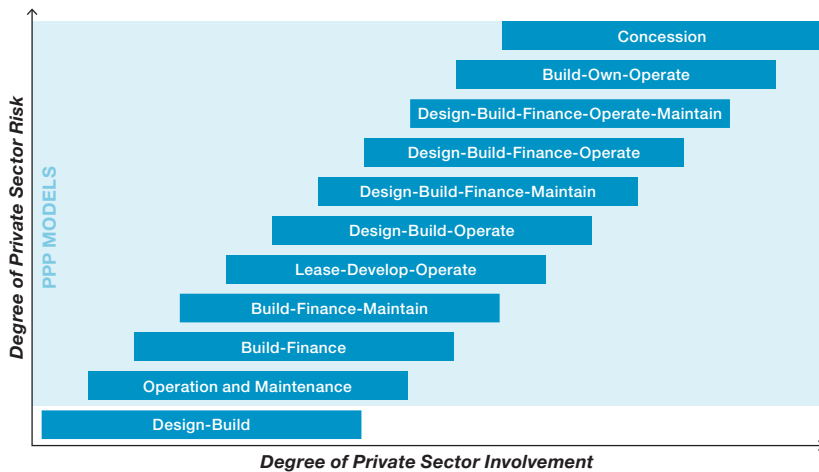 Concession
Build-Own-Operate
Design-Build-Finance-Operate-Maintain
Design-Build-Finance-Operate
Design-Build-Finance-Maintain
Design-Build-Operate
Lease-Develop-Operate
Build-Finance-Maintain
Build-Finance
Operation and Maintenance
Design-Build
Degree of Private Sector Risk
PPP MODELS
Degree of Private Sector Involvement